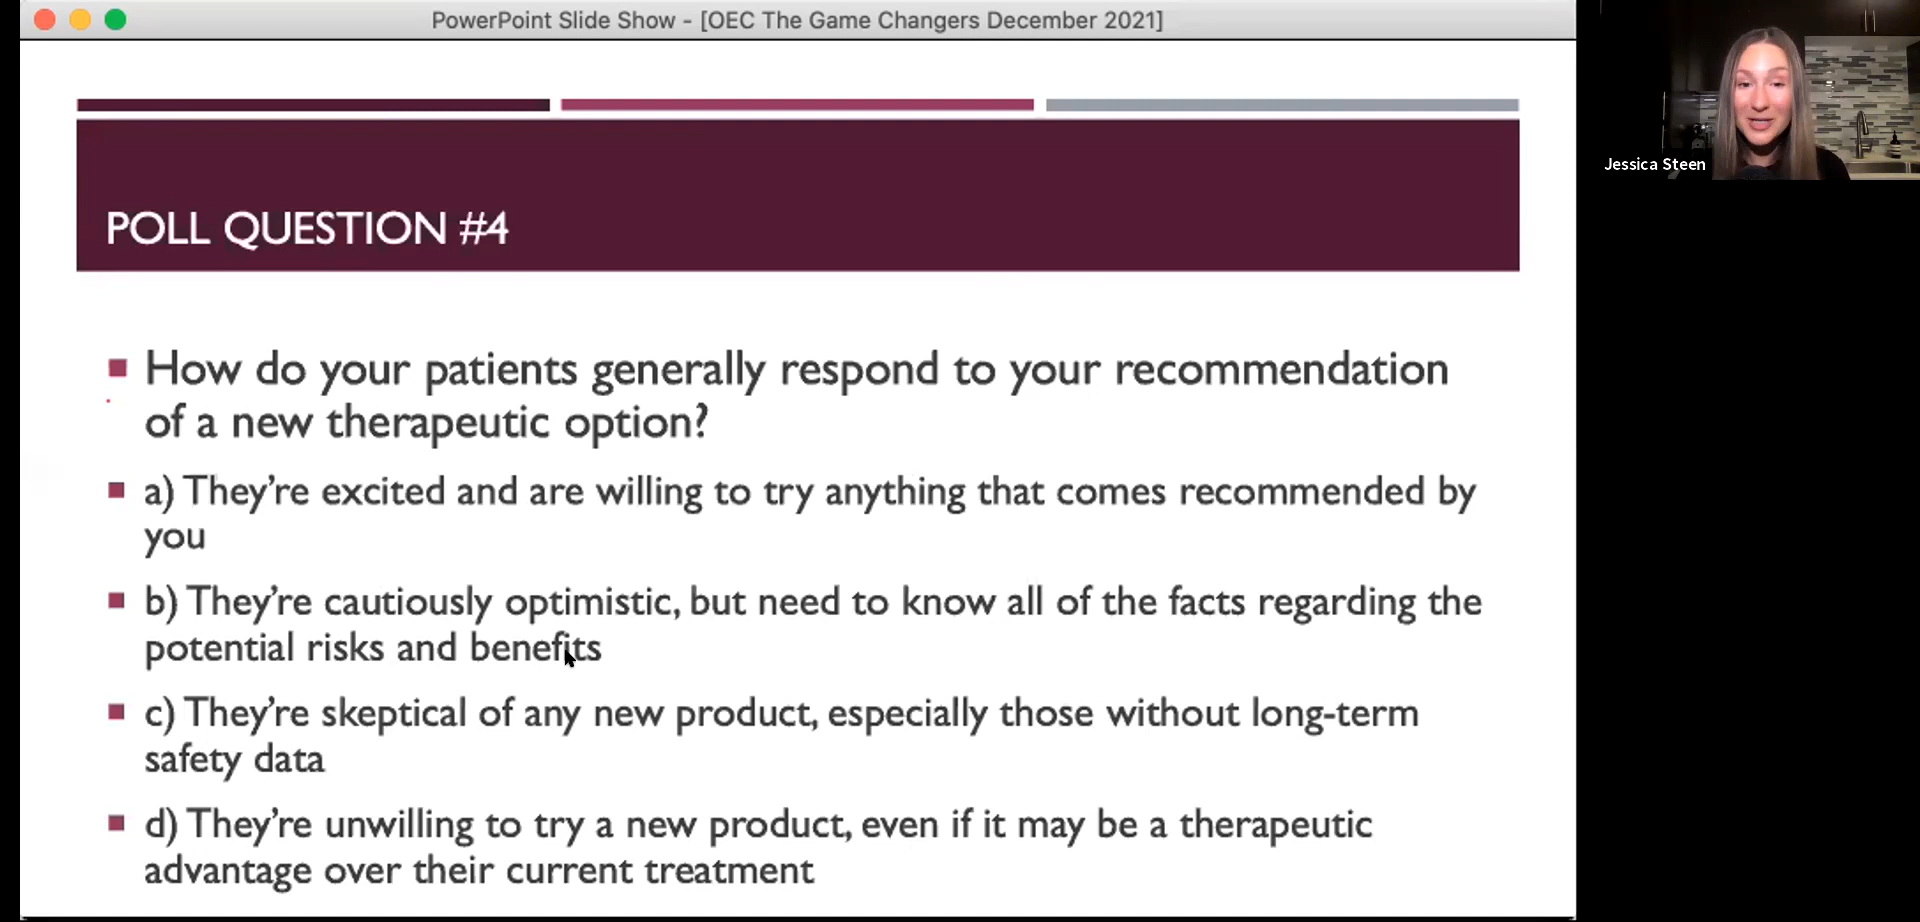 PowerPoint Slide Show - [OEC The Game Changers December 2021]
Jessica Steen
POLL QUESTION #4
How do your patients generally respond to your recommendation
of a new therapeutic option?
a) They're excited and are willing to try anything that comes recommended by
you
b) They're cautiously optimistic, but need to know all of the facts regarding the
potential risks and benefits
c) They're skeptical of any new product, especially those without long-term
safety data
d) They're unwilling to try a new product, even if it may be a therapeutic
advantage over their current treatment